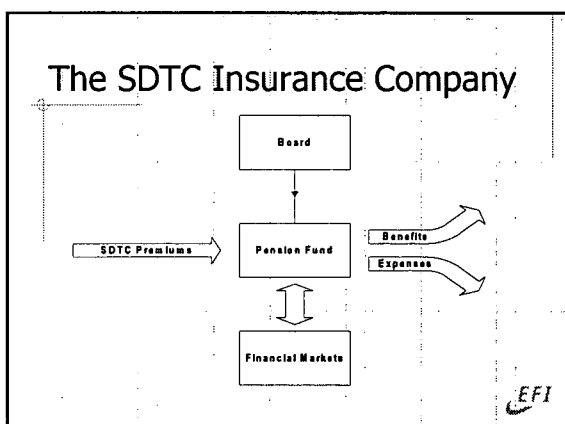 The SDTC Insurance Company
Board
SDTC Premiums
Pension Fund
Benefits
Expenses
Financial Markets
EFI